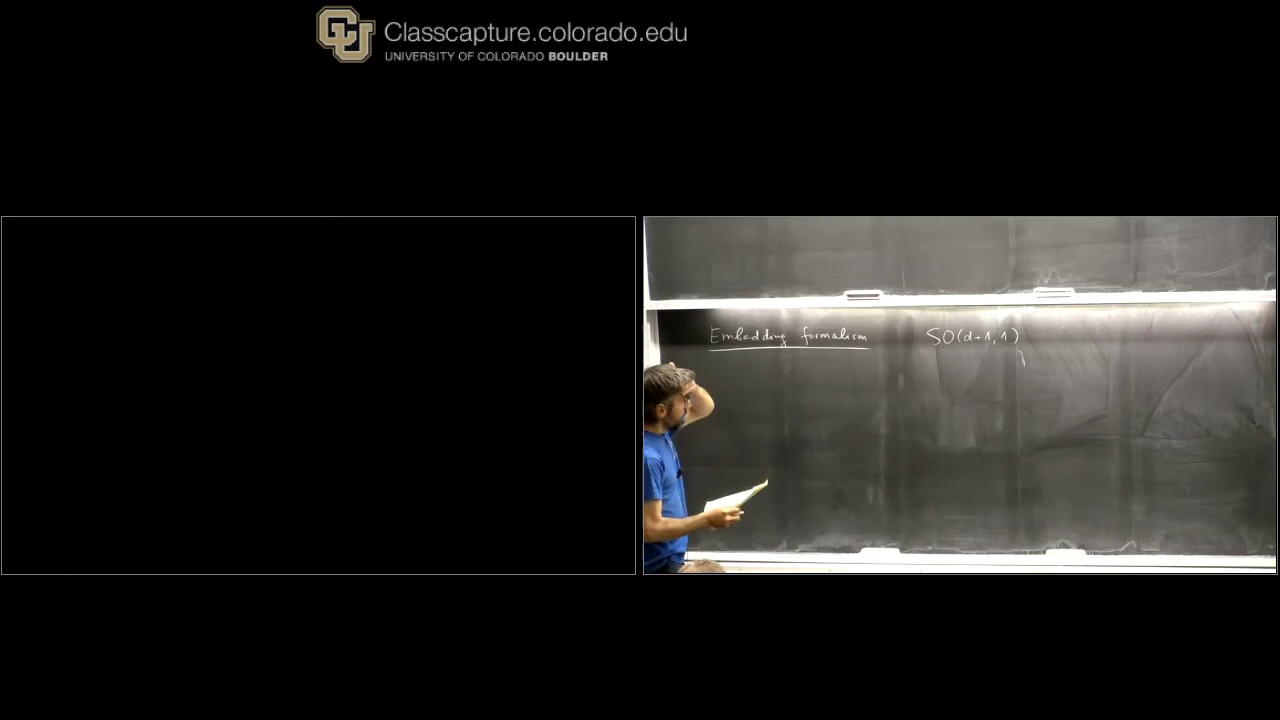 Classcapture.colorado.edu
UNIVERSITY OF COLORADO BOULDER
Embedding formalism SO(d+1,1)